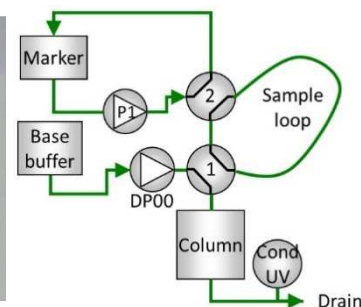 Marker
P1
2
Sample
loop
Base
buffer
DP00
1
Column
Cond
UV
Drain